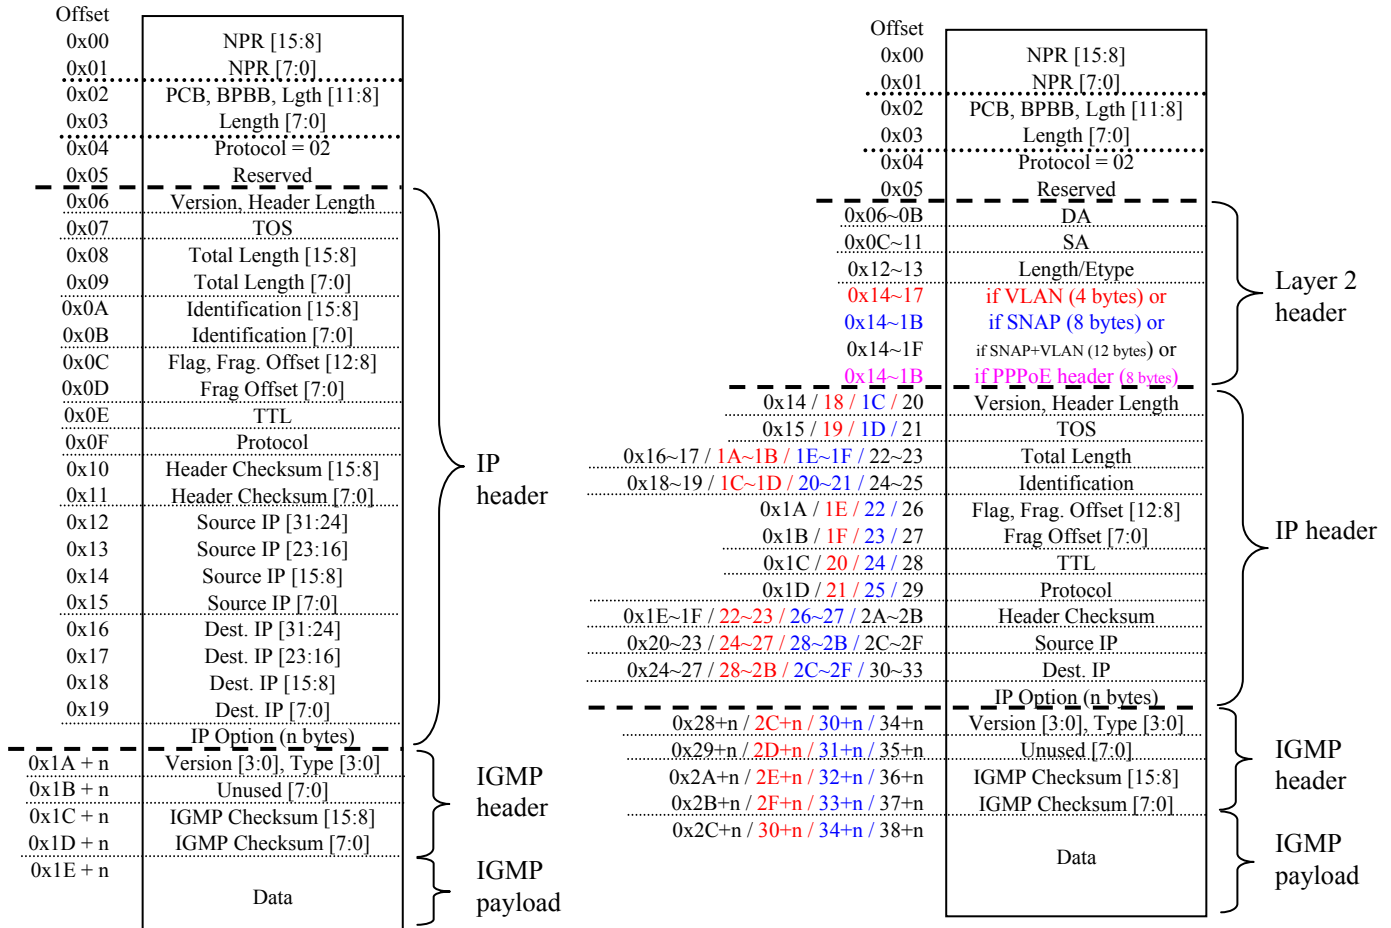 Offset
0x00 NPR [15:8]
0x01 NPR [7:0]
0x02 PCB, BPBB, Lgth [11:8]
0x03 Length [7:0]
0x04 Protocol = 02
0x05 Reserved
0x06 Version, Header Length
0x07 TOS
0x08 Total Length [15:8]
0x09 Total Length [7:0]
0x0A Identification [15:8]
0x0B Identification [7:0]
0x0C Flag, Frag. Offset [12:8]
0x0D Frag Offset [7:0]
0x0E TTL
0x0F Protocol
0x10 Header Checksum [15:8]
0x11 Header Checksum [7:0]
0x12 Source IP [31:24]
0x13 Source IP [23:16]
0x14 Source IP [15:8]
0x15 Source IP [7:0]
0x16 Dest. IP [31:24]
0x17 Dest. IP [23:16]
0x18 Dest. IP [15:8]
0x19 Dest. IP [7:0]
IP Option (n bytes)
0x1A + n Version [3:0], Type [3:0]
0x1B + n Unused [7:0]
0x1C + n IGMP Checksum [15:8]
0x1D + n IGMP Checksum [7:0]
0x1E + n
Data
IP
header
IGMP
header
IGMP
payload
Offset
0x00 NPR [15:8]
0x01 NPR [7:0]
0x02 PCB, BPBB, Lgth [11:8]
0x03 Length [7:0]
0x04 Protocol = 02
0x05 Reserved
0x06~0B DA
0x0C~11 SA
0x12~13 Length/Etype
0x14~17 if VLAN (4 bytes) or
0x14~1B if SNAP (8 bytes) or
0x14~1F if SNAP+VLAN (12 bytes) or
0x14~1B if PPPoE header (8 bytes)
0x14 / 18 / 1C / 20 Version, Header Length
0x15 / 19 / 1D / 21 TOS
0x16~17 / 1A~1B / 1E~1F / 22~23 Total Length
0x18~19 / 1C~1D / 20~21 / 24~25 Identification
0x1A / 1E / 22 / 26 Flag, Frag. Offset [12:8]
0x1B / 1F / 23 / 27 Frag Offset [7:0]
0x1C / 20 / 24 / 28 TTL
0x1D / 21 / 25 / 29 Protocol
0x1E~1F / 22~23 / 26~27 / 2A~2B Header Checksum
0x20~23 / 24~27 / 28~2B / 2C~2F Source IP
0x24~27 / 28~2B / 2C~2F / 30~33 Dest. IP
IP Option (n bytes)
0x28+n / 2C+n / 30+n / 34+n Version [3:0], Type [3:0]
0x29+n / 2D+n / 31+n / 35+n Unused [7:0]
0x2A+n / 2E+n / 32+n / 36+n IGMP Checksum [15:8]
0x2B+n / 2F+n / 33+n / 37+n IGMP Checksum [7:0]
0x2C+n / 30+n / 34+n / 38+n
Data
Layer 2
header
IP header
IGMP
header
IGMP
payload